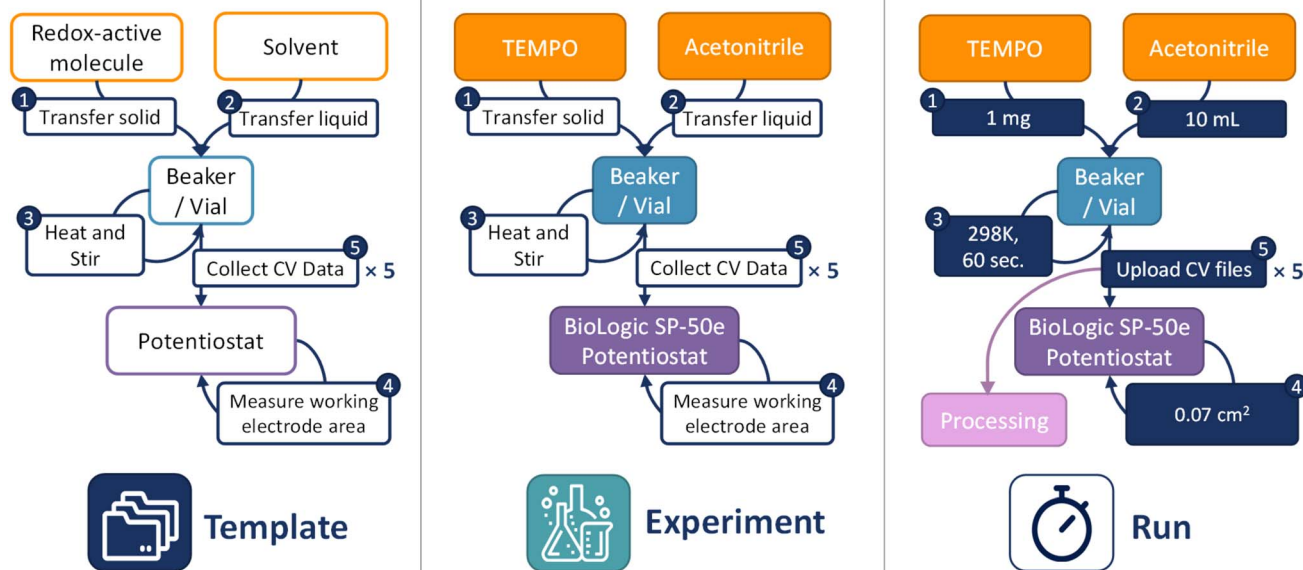 Redox-active
molecule
Solvent
1
Transfer solid
2
Transfer liquid
Beaker
/ Vial
3
Heat and
Stir
5
Collect CV Data
× 5
Potentiostat
4
Measure working
electrode area
Template
TEMPO
Acetonitrile
1
Transfer solid
2
Transfer liquid
Beaker
/ Vial
3
Heat and
Stir
5
Collect CV Data
× 5
BioLogic SP-50e
Potentiostat
4
Measure working
electrode area
Experiment
TEMPO
Acetonitrile
1
1 mg
2
10 mL
Beaker
/ Vial
3
298K,
60 sec.
5
Upload CV files
× 5
BioLogic SP-50e
Potentiostat
4
0.07 cm²
Processing
Run